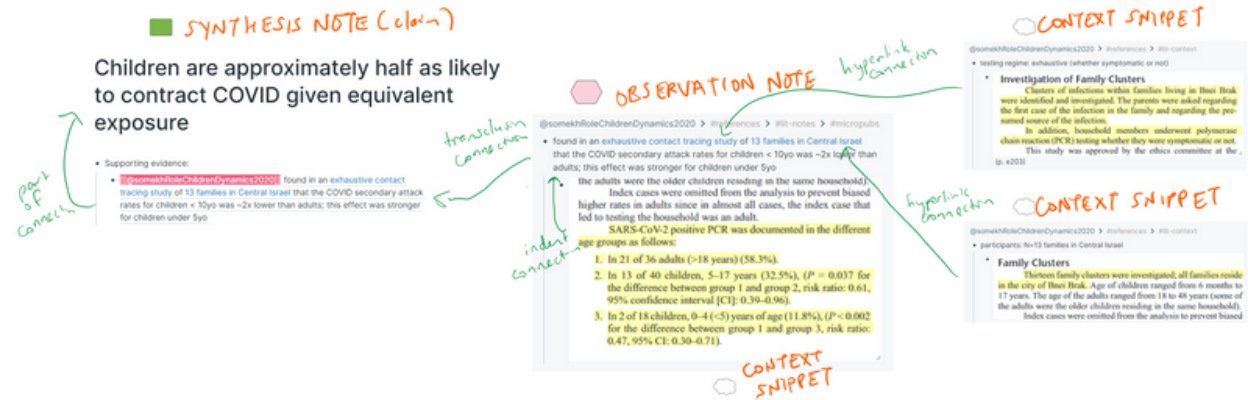 SYNTHESIS NOTE (claim)
Children are approximately half as likely
to contract COVID given equivalent
exposure
• Supporting evidence:
• [[@somekhRoleChildrenDynamics2020]] found in an exhaustive contact
tracing study of 13 families in Central Israel that the COVID secondary attack
rates for children < 10yo was ~2x lower than adults; this effect was stronger
for children under 5yo
part
of
connectn
transclusion
connection
OBSERVATION NOTE
@somekhRoleChildrenDynamics2020 > #references > #lit-notes > #micropubs
• found in an exhaustive contact tracing study of 13 families in Central Israel
that the COVID secondary attack rates for children < 10yo was ~2x lower than
adults; this effect was stronger for children under 5yo
the adults were the older children residing in the same household).
Index cases were omitted from the analysis to prevent biased
higher rates in adults since in almost all cases, the index case that
led to testing the household was an adult.
SARS-CoV-2 positive PCR was documented in the different
age groups as follows:
1. In 21 of 36 adults (>18 years) (58.3%).
2. In 13 of 40 children, 5–17 years (32.5%), (P = 0.037 for
the difference between group 1 and group 2, risk ratio: 0.61,
95% confidence interval [CI]: 0.39–0.96).
3. In 2 of 18 children, 0–4 (<5) years of age (11.8%), (P < 0.002
for the difference between group 1 and group 3, risk ratio:
0.47, 95% CI: 0.30–0.71).
indent
connectn
CONTEXT
SNIPPET
hyperlink
connection
CONTEXT SNIPPET
@somekhRoleChildrenDynamics2020 > #references > #lit-context
• testing regime: exhaustive (whether symptomatic or not)
• Investigation of Family Clusters
Clusters of infections within families living in Bnei Brak
were identified and investigated. The parents were asked regarding
the first case of the infection in the family and regarding the pre-
sumed source of the infection.
In addition, household members underwent polymerase
chain reaction (PCR) testing whether they were symptomatic or not.
This study was approved by the ethics committee at the ,
(p. e203)
hyperlink
connection
CONTEXT SNIPPET
@somekhRoleChildrenDynamics2020 > #references > #lit-context
• participants: N=13 families in Central Israel
• Family Clusters
Thirteen family clusters were investigated; all families reside
in the city of Bnei Brak. Age of children ranged from 6 months to
17 years. The age of the adults ranged from 18 to 48 years (some of
the adults were the older children residing in the same household).
Index cases were omitted from the analysis to prevent biased